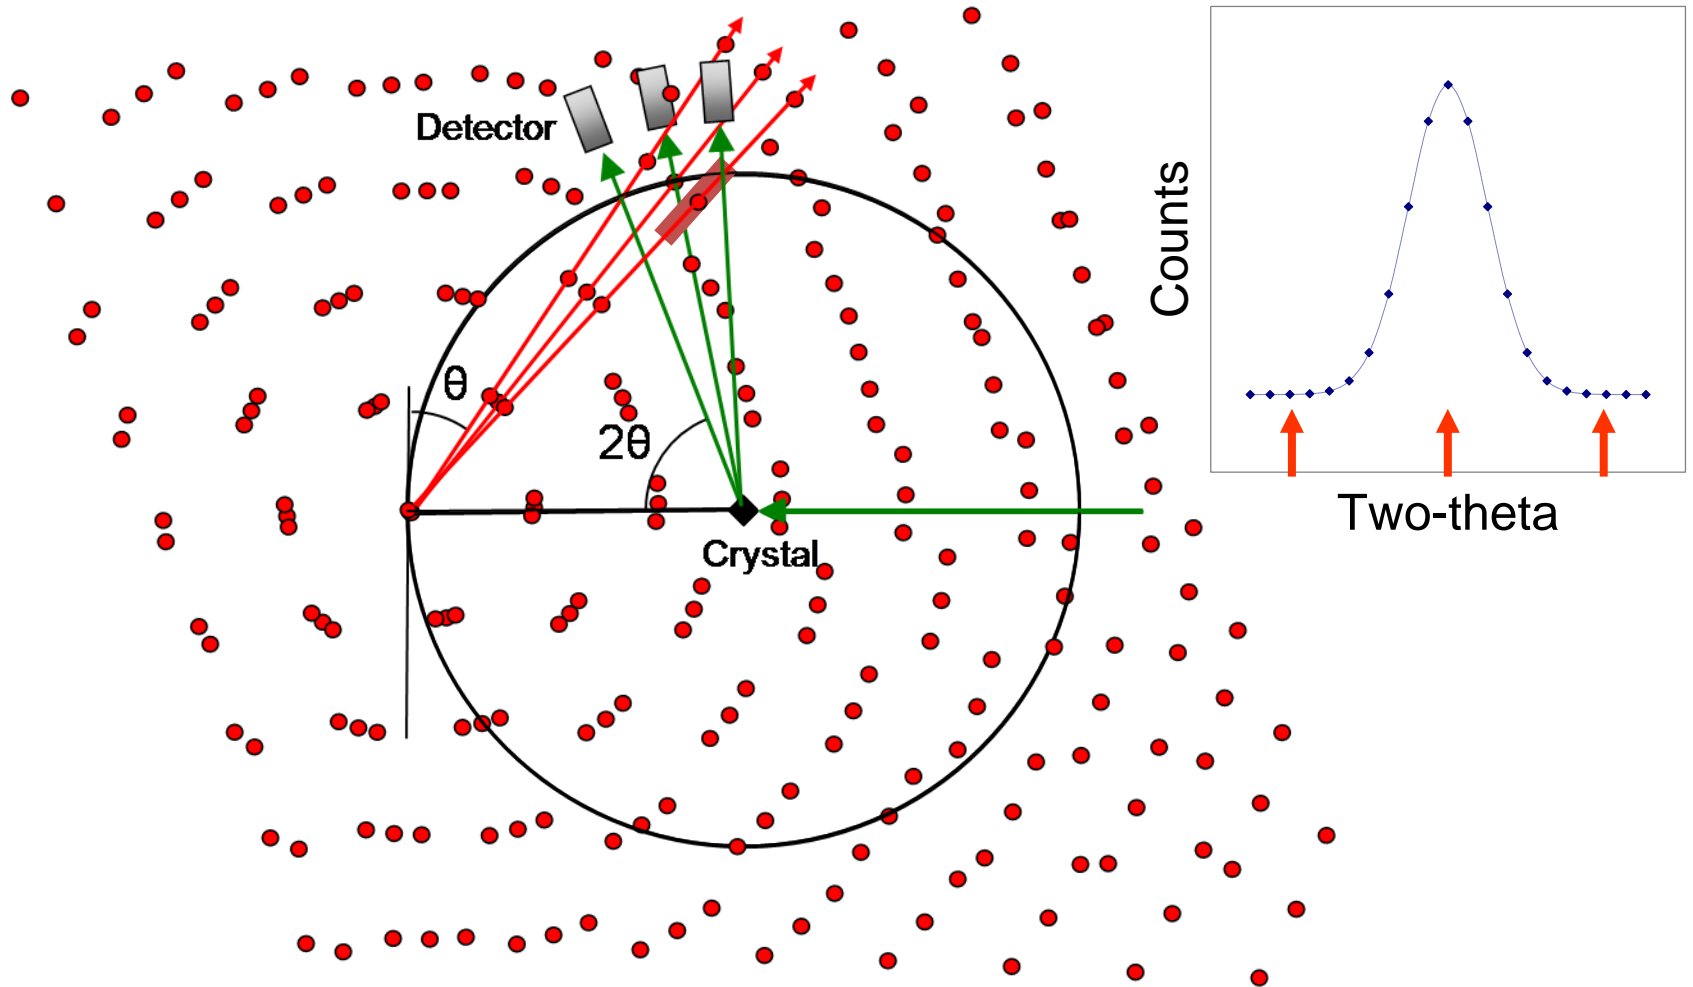 Detector
θ
2θ
Crystal
Counts
Two-theta